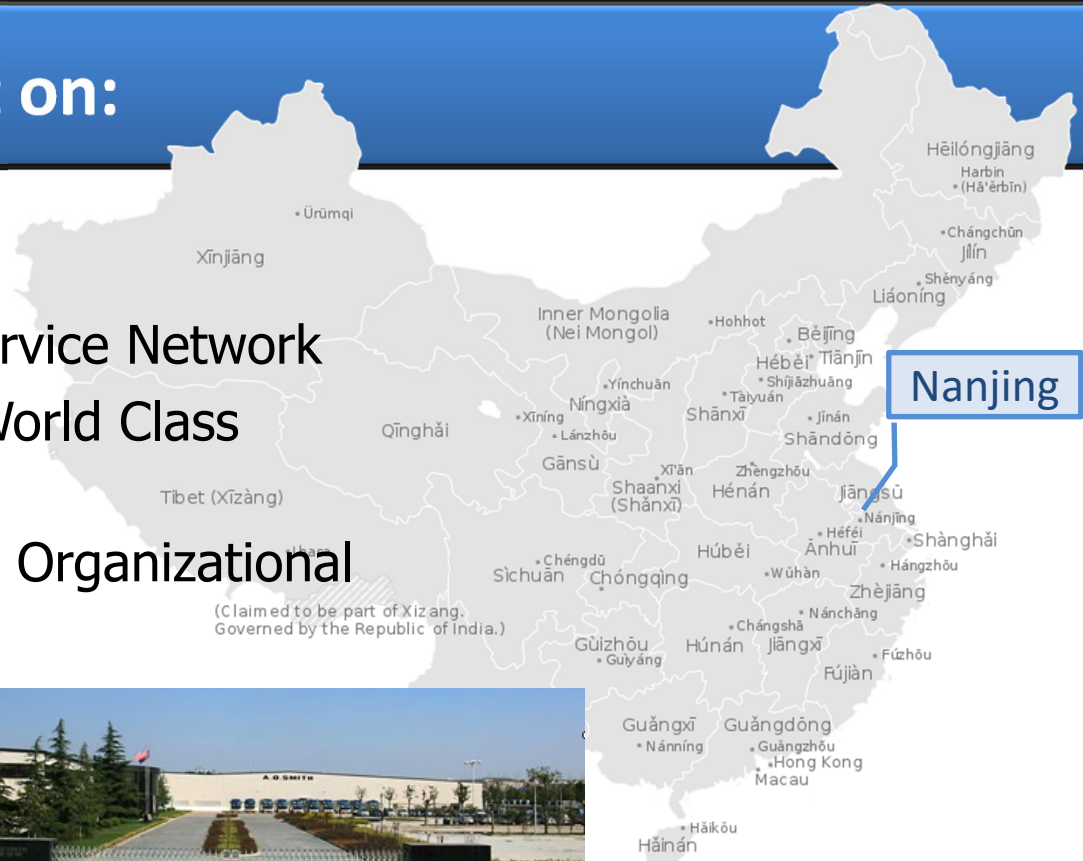 on:
Hēilóngjiāng
Harbin
(Hā'ěrbīn)
Ürümqi
Chángchūn
Jílín
Xīnjiāng
Shěnyáng
Liáoníng
Inner Mongolia
(Nei Mongol)
Hohhot
Běijīng
Héběi
Tiānjīn
rvice Network
Shíjiāzhuāng
Nanjing
Yínchuān
Níngxià
Tàiyuán
Shānxī
Jǐnán
Shāndōng
Xīníng
Qīnghǎi
Lánzhōu
World Class
Gānsù
Xī'ān
Shaanxi
(Shǎnxī)
Zhèngzhōu
Hénán
Jiāngsū
Tibet (Xīzàng)
Nánjīng
Héféi
Ānhuī
Shànghǎi
Organizational
Lhasa
Chéngdū
Sìchuān
Chóngqìng
Húběi
Wǔhàn
Hángzhōu
Zhèjiāng
(Claimed to be part of Xizang.
Governed by the Republic of India.)
Nánchāng
Chángshā
Gùizhōu
Guìyáng
Húnán
Jiāngxī
Fúzhōu
Fújiàn
Guǎngxī
Guǎngdōng
Nánníng
Guǎngzhōu
Hong Kong
Macau
A.O.SMITH
Hǎikǒu
Hǎinán